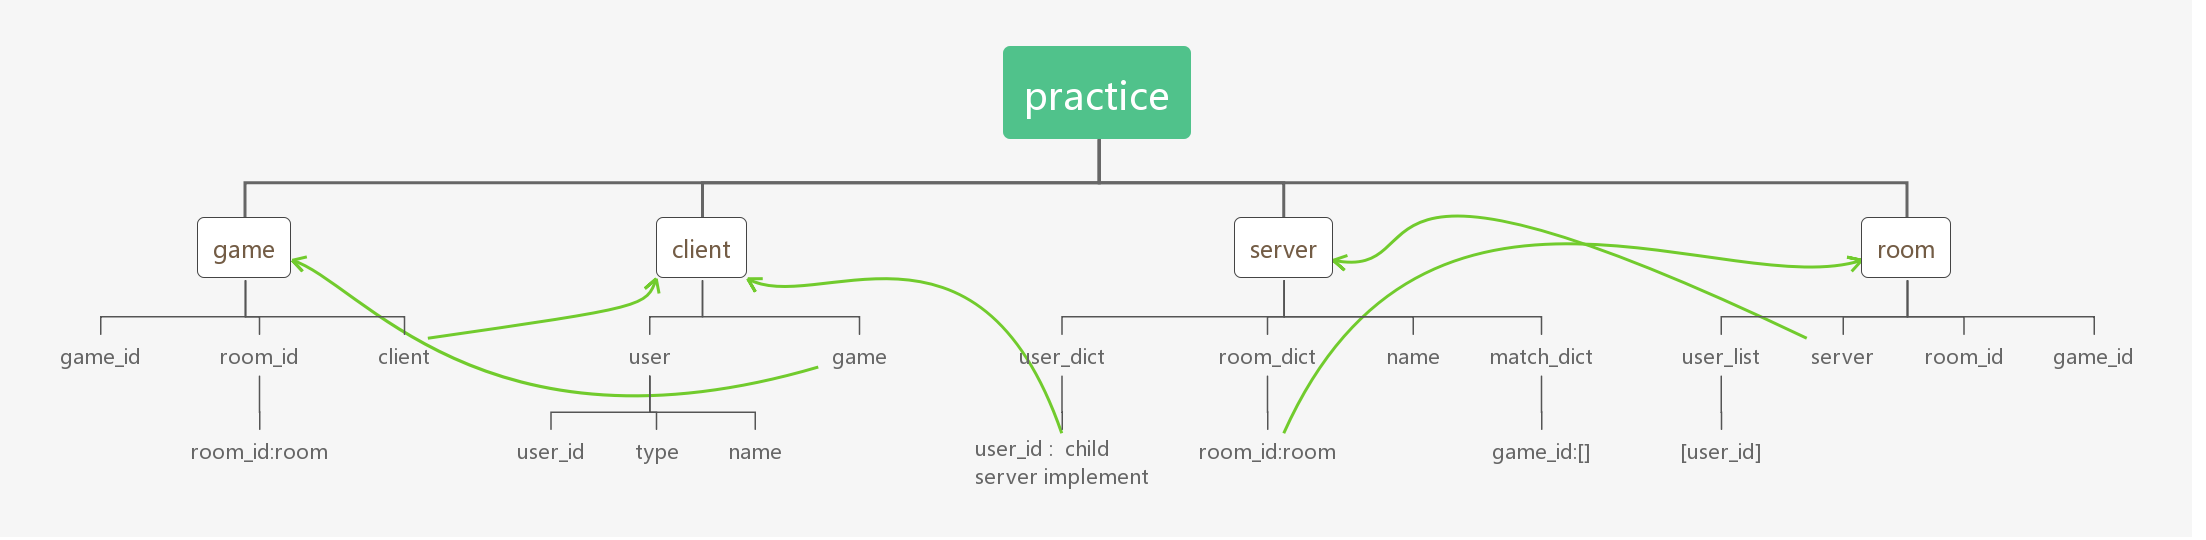 practice
game
client
server
room
game_id
room_id
client
user
game
user_dict
room_dict
name
match_dict
user_list
server
room_id
game_id
room_id:room
user_id
type
name
user_id :  child
server implement
room_id:room
game_id:[]
[user_id]